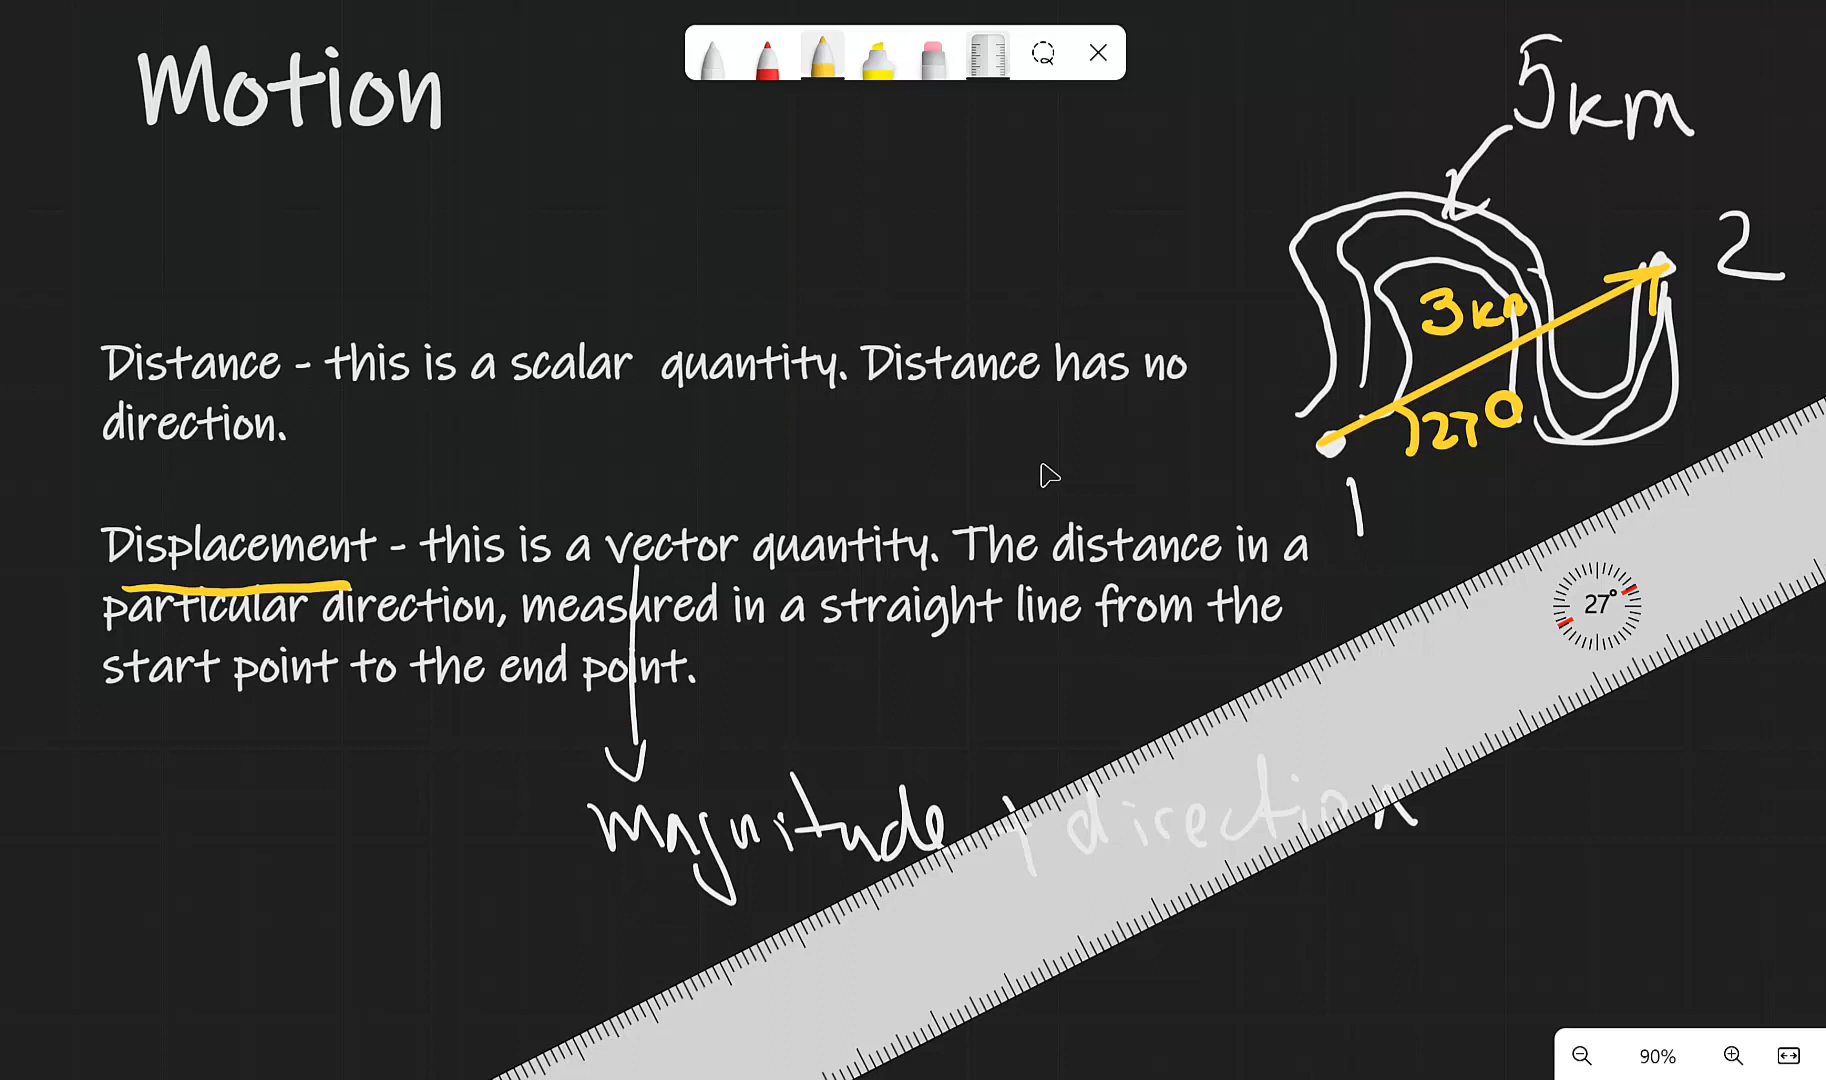 Motion
5km
2
3km
27°
1
Distance - this is a scalar quantity. Distance has no
direction.
Displacement - this is a vector quantity. The distance in a
particular direction, measured in a straight line from the
start point to the end point.
27°
magnitude + direction
90%